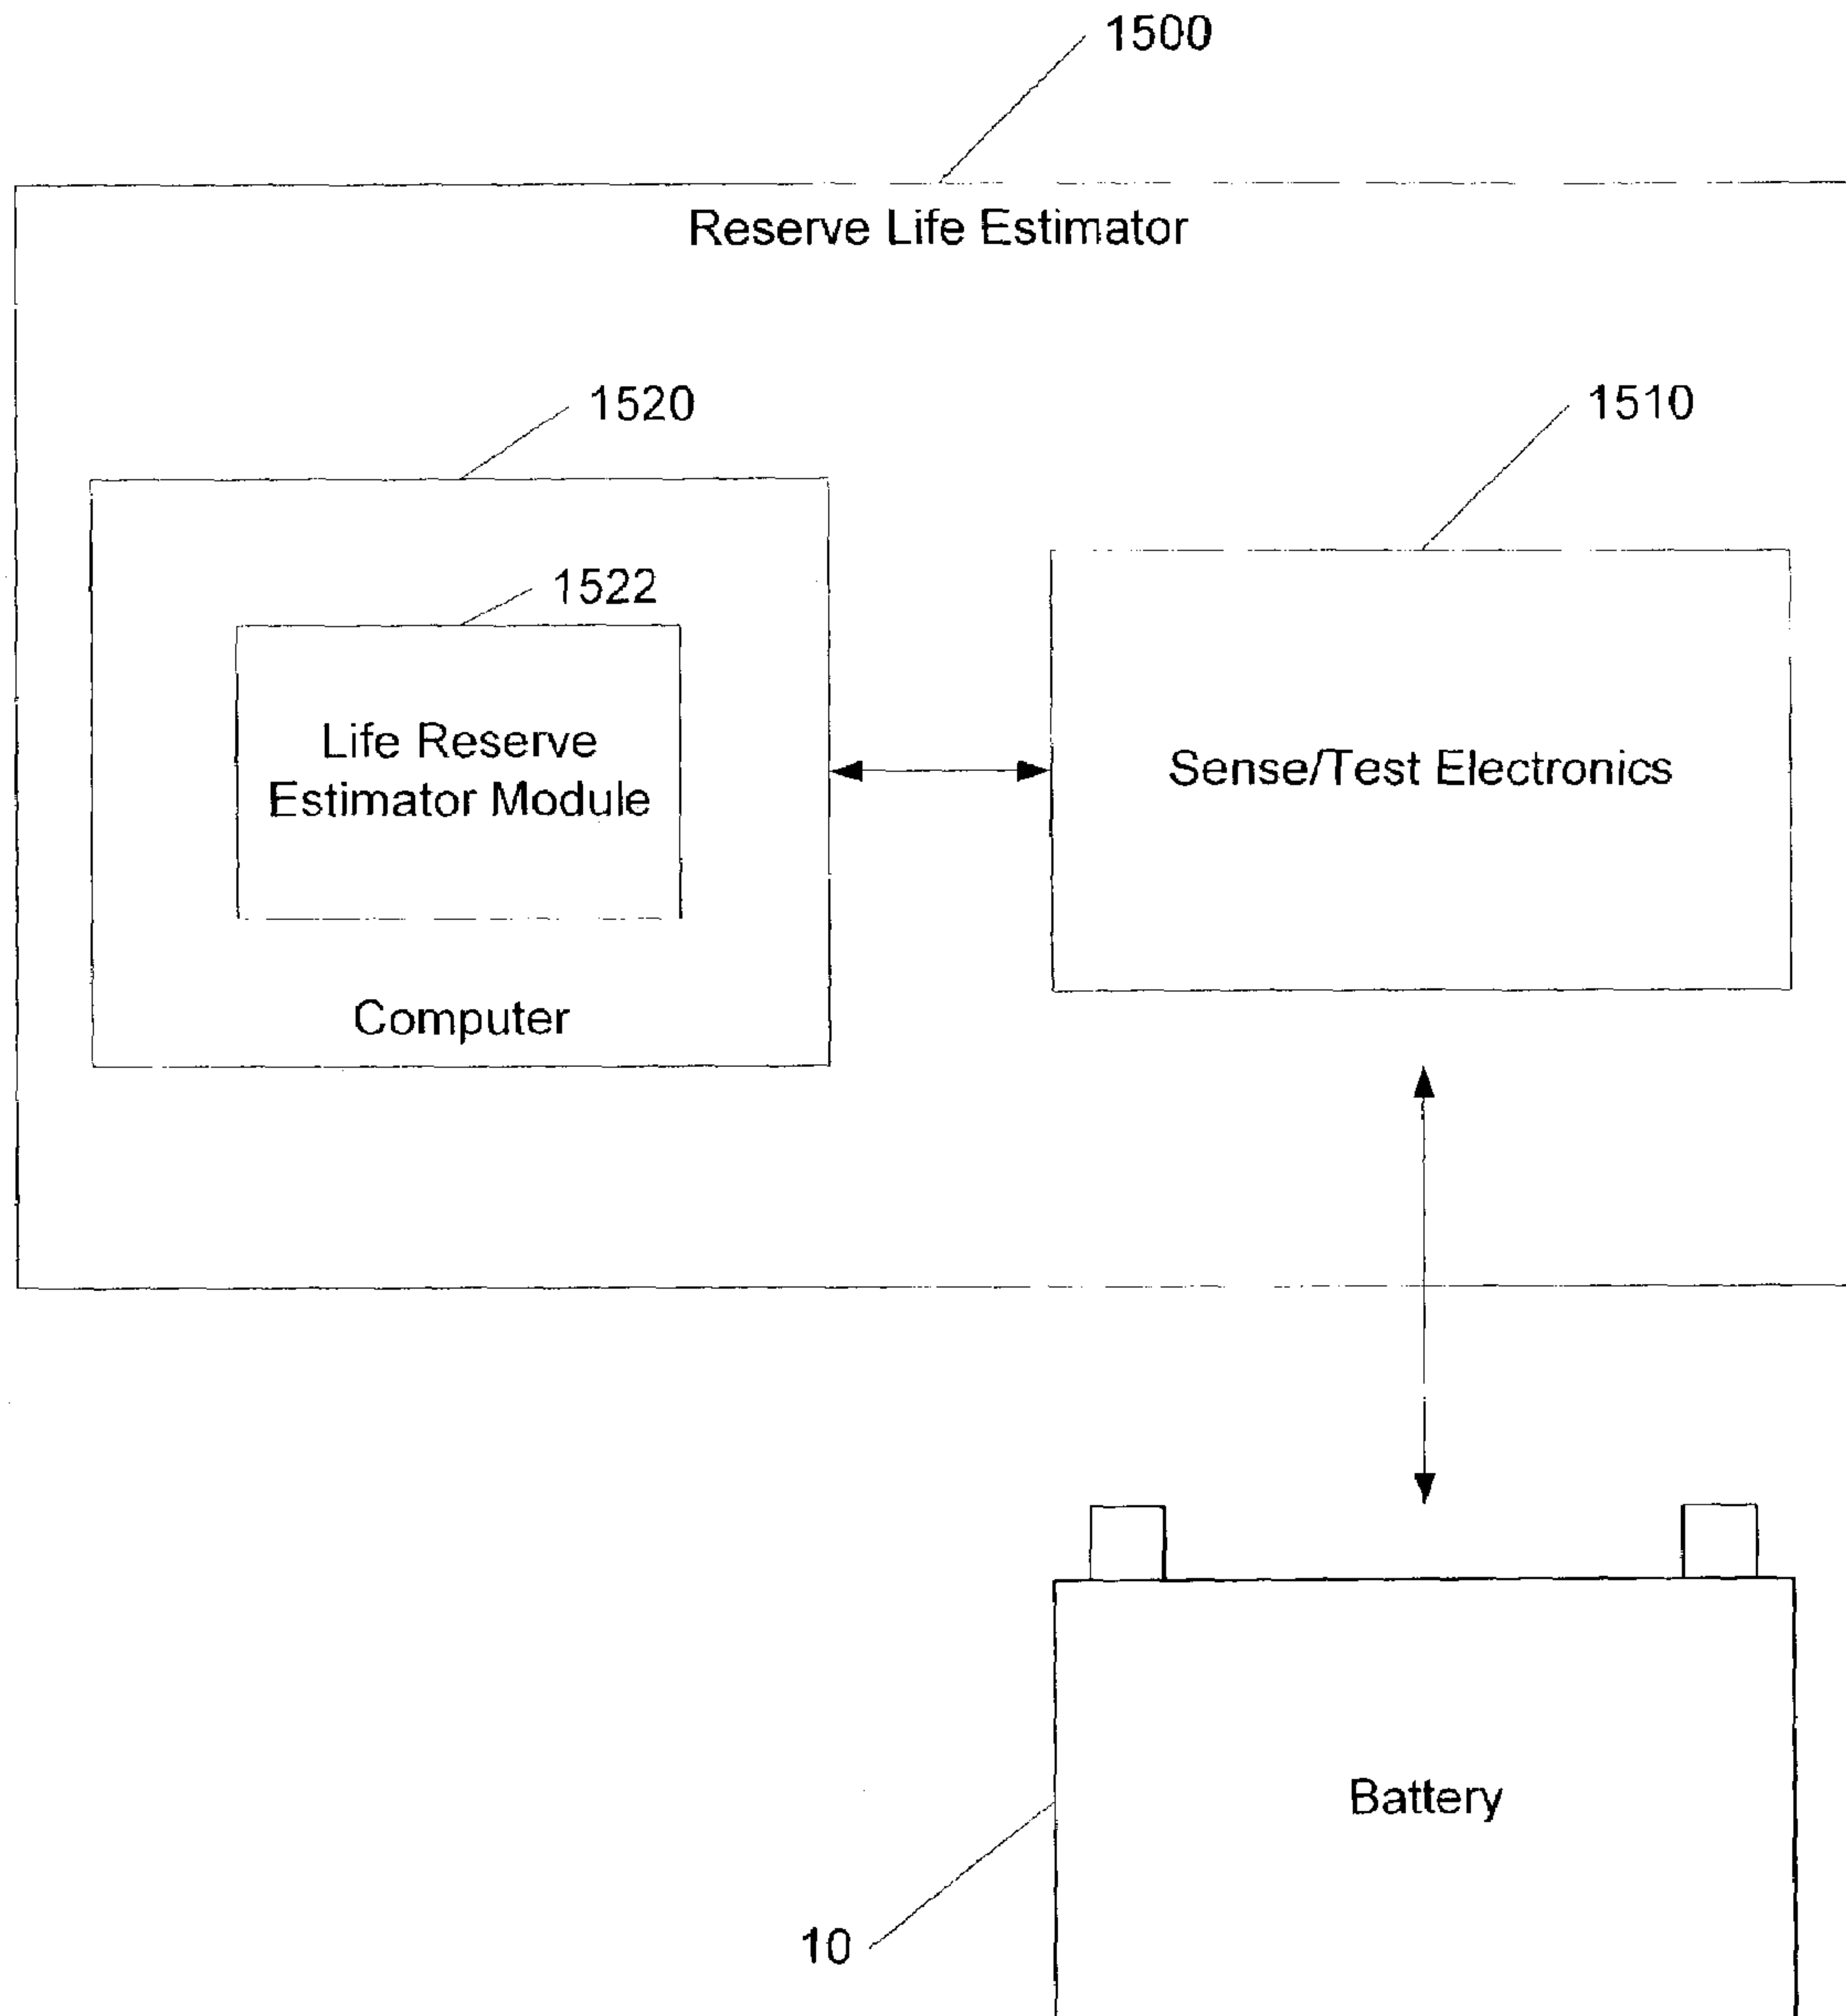 1500
Reserve Life Estimator
1520
1510
1522
Life Reserve
Estimator Module
Sense/Test Electronics
Computer
Battery
10